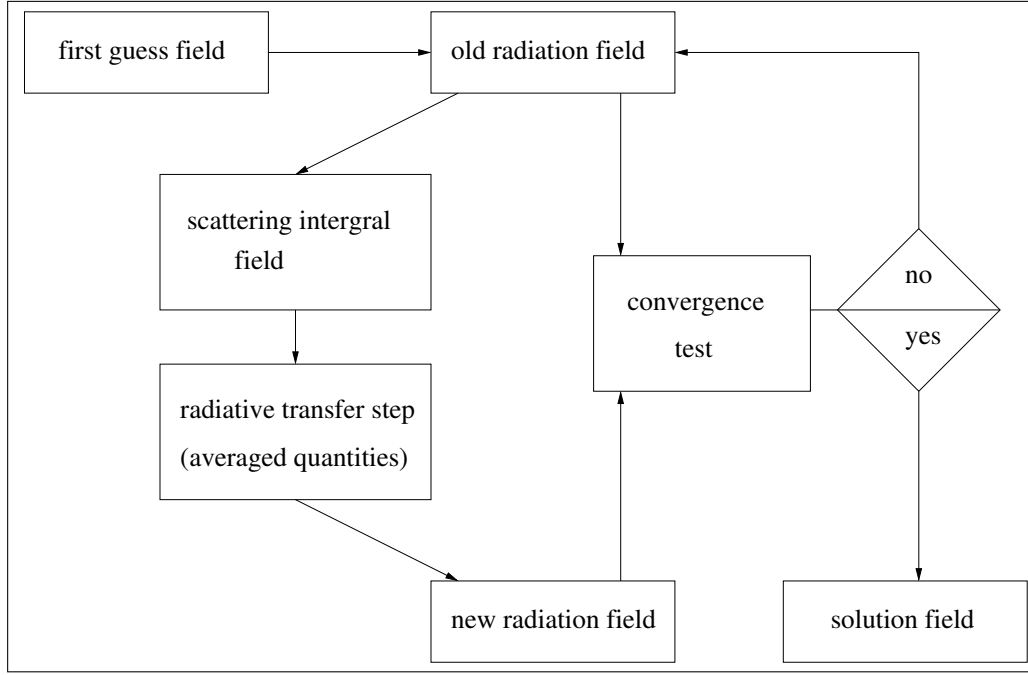 first guess field
old radiation field
scattering intergral
field
convergence
test
no
yes
radiative transfer step
(averaged quantities)
new radiation field
solution field